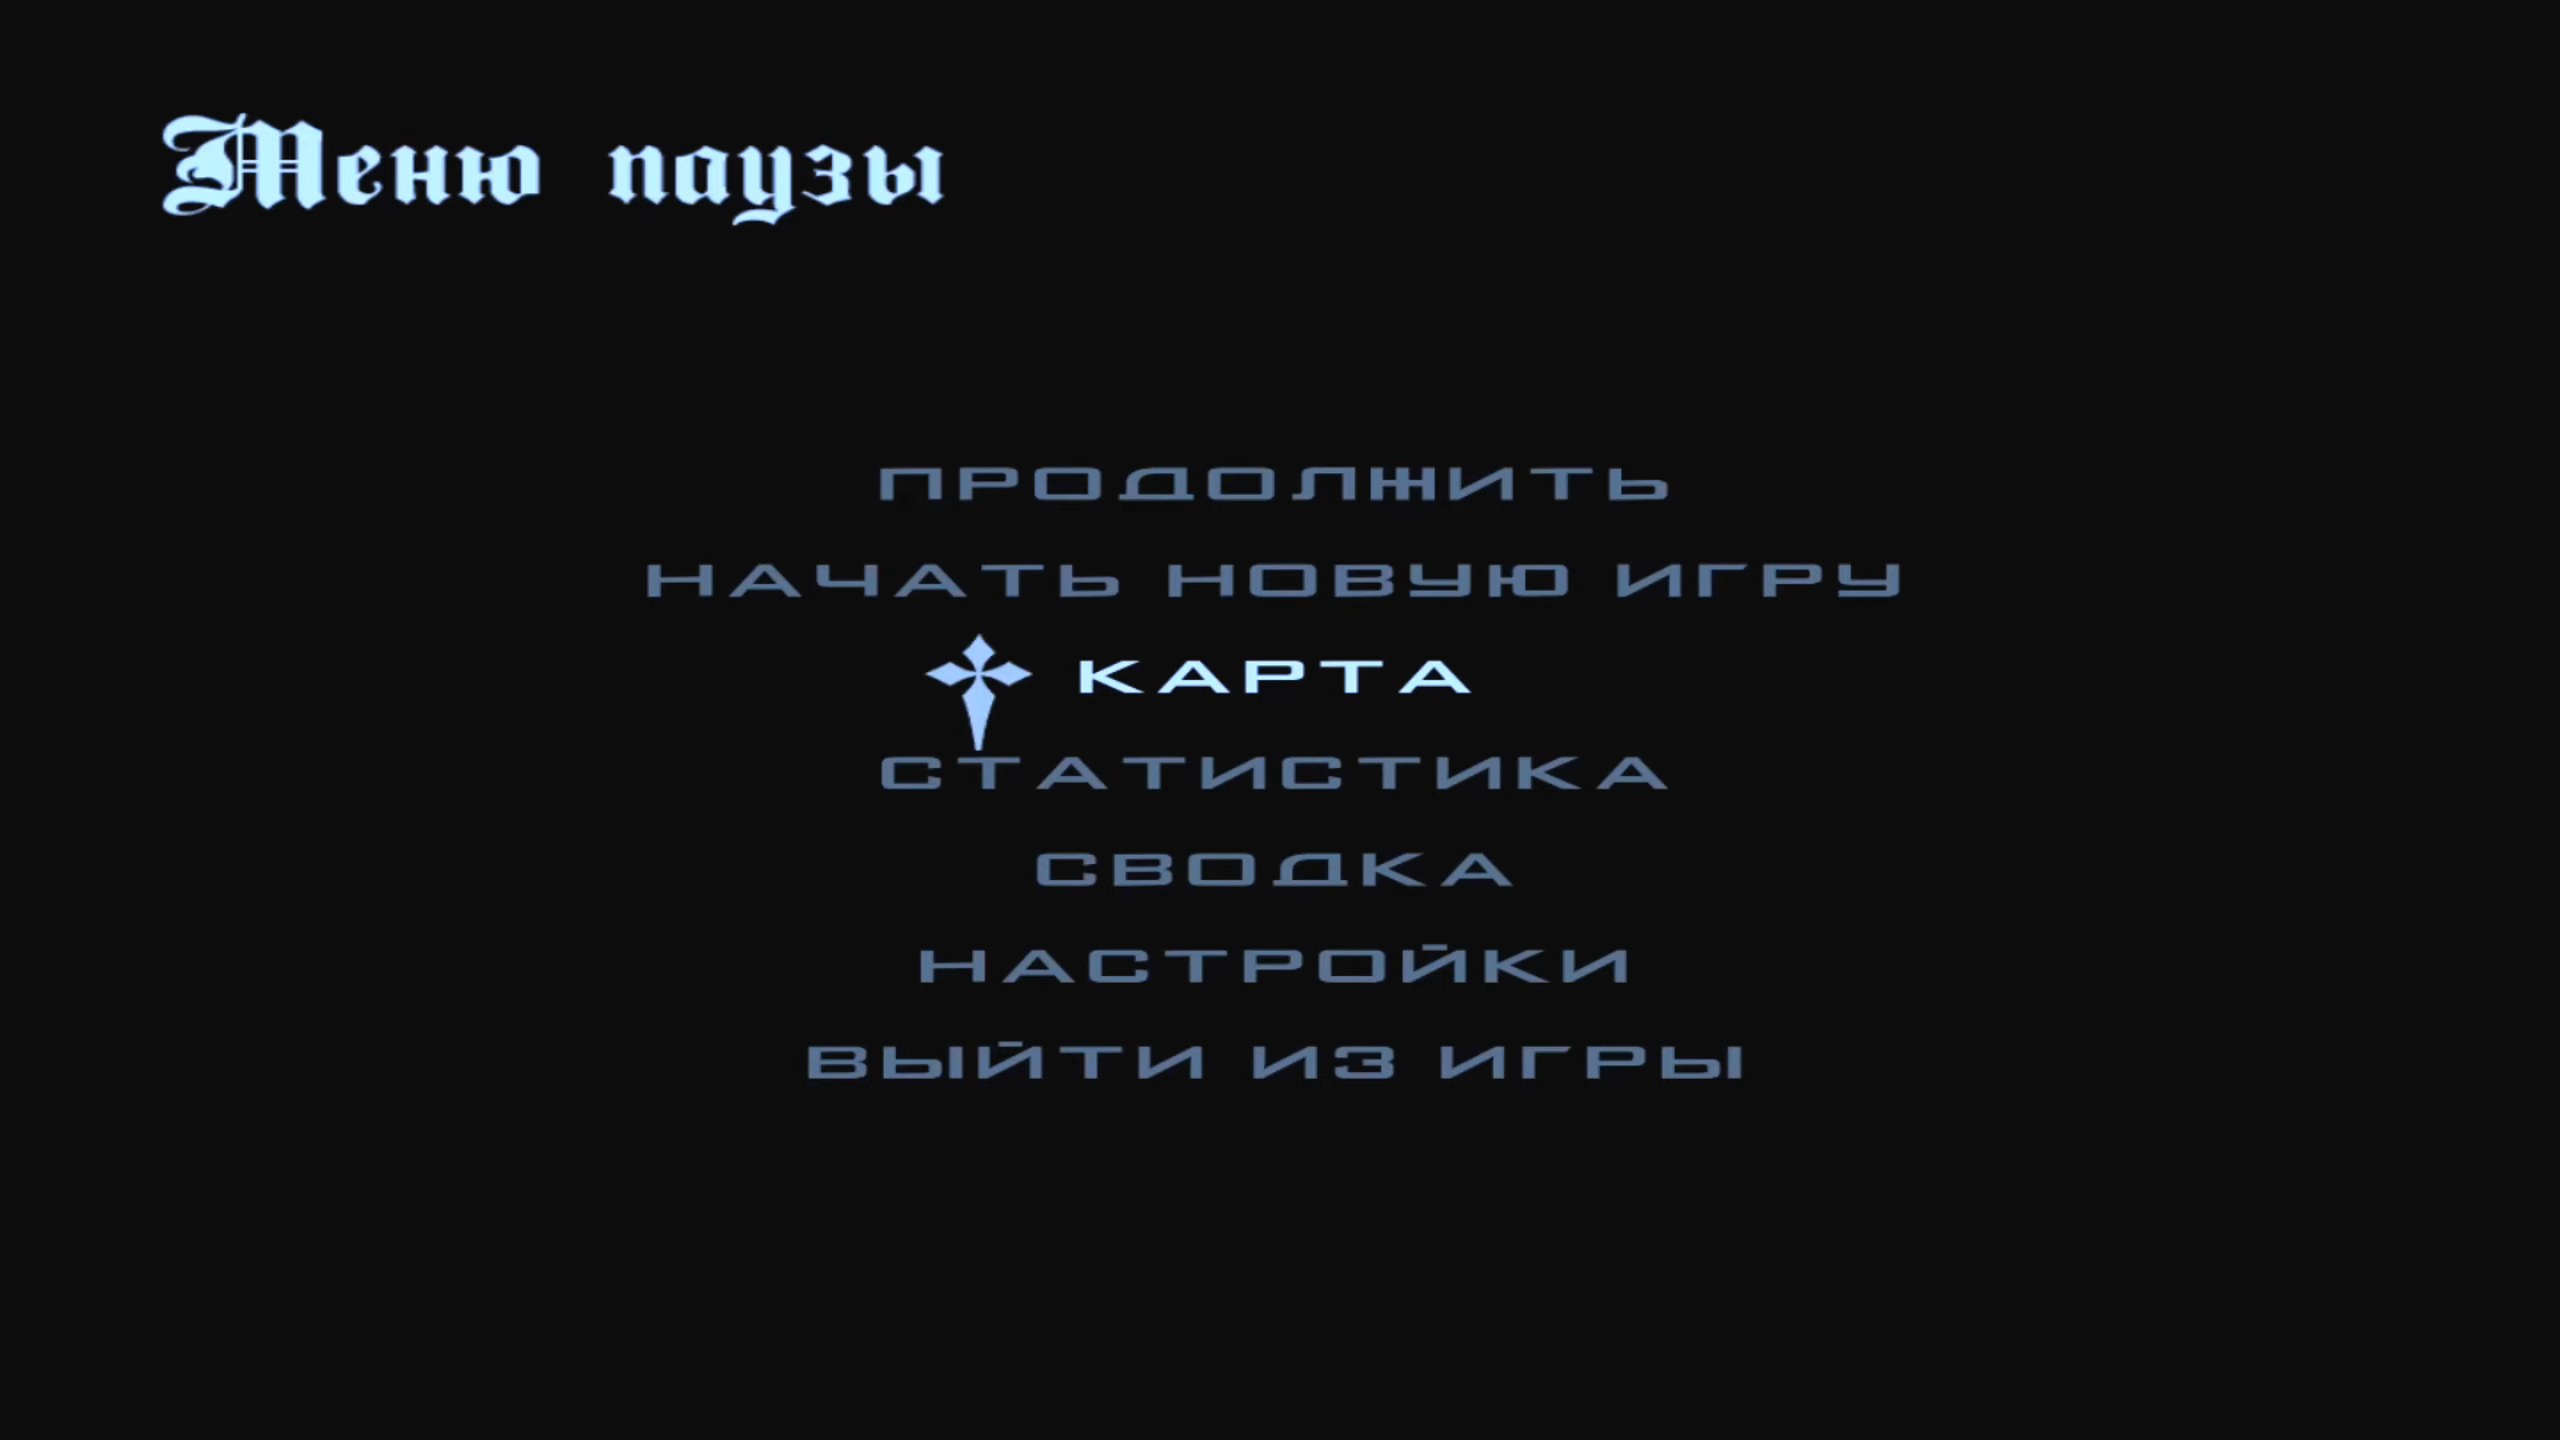 Меню паузы
ПРОДОЛЖИТЬ
НАЧАТЬ НОВУЮ ИГРУ
КАРТА
СТАТИСТИКА
СВОДКА
НАСТРОЙКИ
ВЫЙТИ ИЗ ИГРЫ